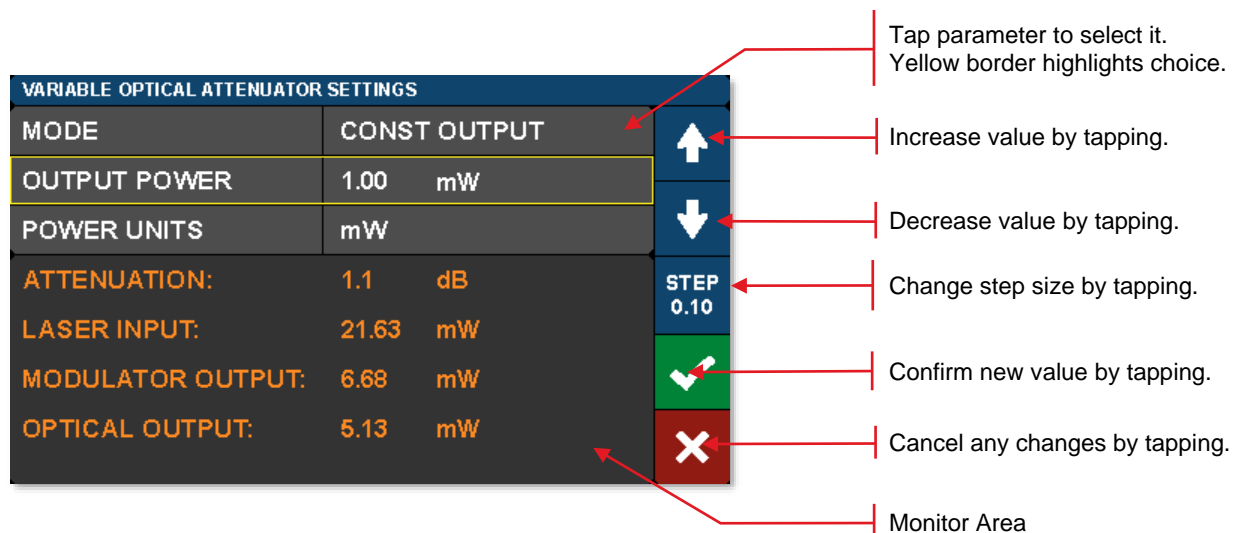 Tap parameter to select it.
Yellow border highlights choice.
VARIABLE OPTICAL ATTENUATOR SETTINGS
MODE CONST OUTPUT
Increase value by tapping.
OUTPUT POWER 1.00 mW
POWER UNITS mW
Decrease value by tapping.
ATTENUATION: 1.1 dB
STEP
0.10
Change step size by tapping.
LASER INPUT: 21.63 mW
MODULATOR OUTPUT: 6.68 mW
Confirm new value by tapping.
OPTICAL OUTPUT: 5.13 mW
Cancel any changes by tapping.
Monitor Area